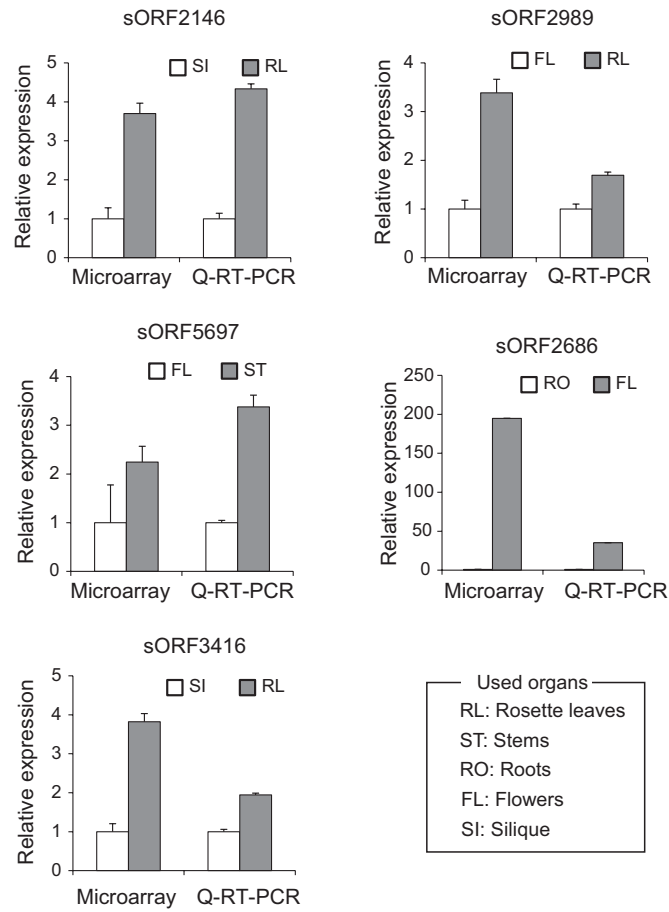 sORF2146
SI RL
Relative expression
5
4
3
2
1
0
Microarray Q-RT-PCR
sORF2989
FL RL
Relative expression
4
3
2
1
0
Microarray Q-RT-PCR
sORF5697
FL ST
Relative expression
4
3
2
1
0
Microarray Q-RT-PCR
sORF2686
RO FL
Relative expression
250
200
150
100
50
0
Microarray Q-RT-PCR
sORF3416
SI RL
Relative expression
5
4
3
2
1
0
Microarray Q-RT-PCR
Used organs
RL: Rosette leaves
ST: Stems
RO: Roots
FL: Flowers
SI: Silique